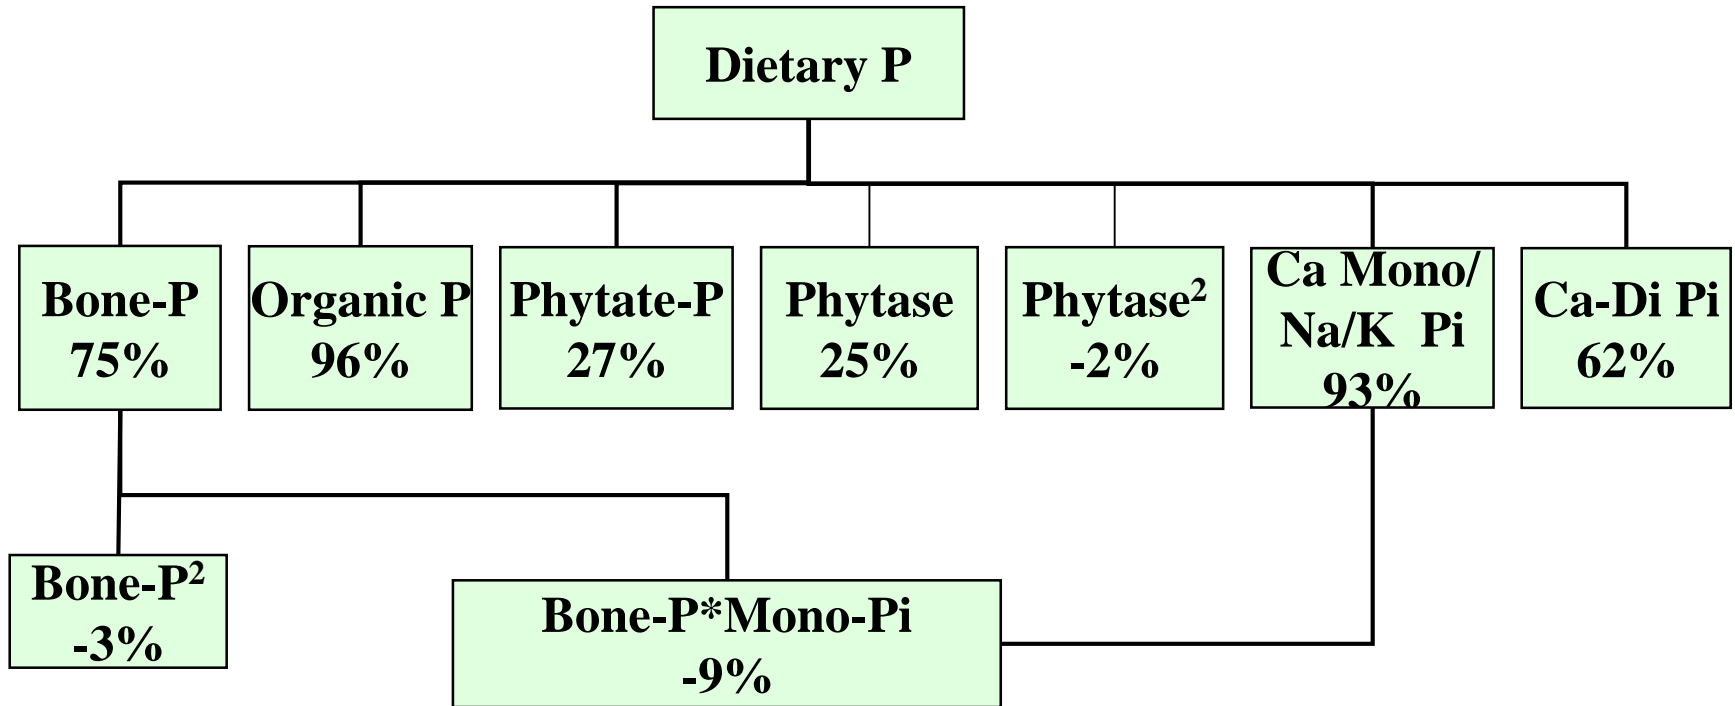 Dietary P
Bone-P
75%
Organic P
96%
Phytate-P
27%
Phytase
25%
Phytase²
-2%
Ca Mono/
Na/K Pi
93%
Ca-Di Pi
62%
Bone-P²
-3%
Bone-P*Mono-Pi
-9%